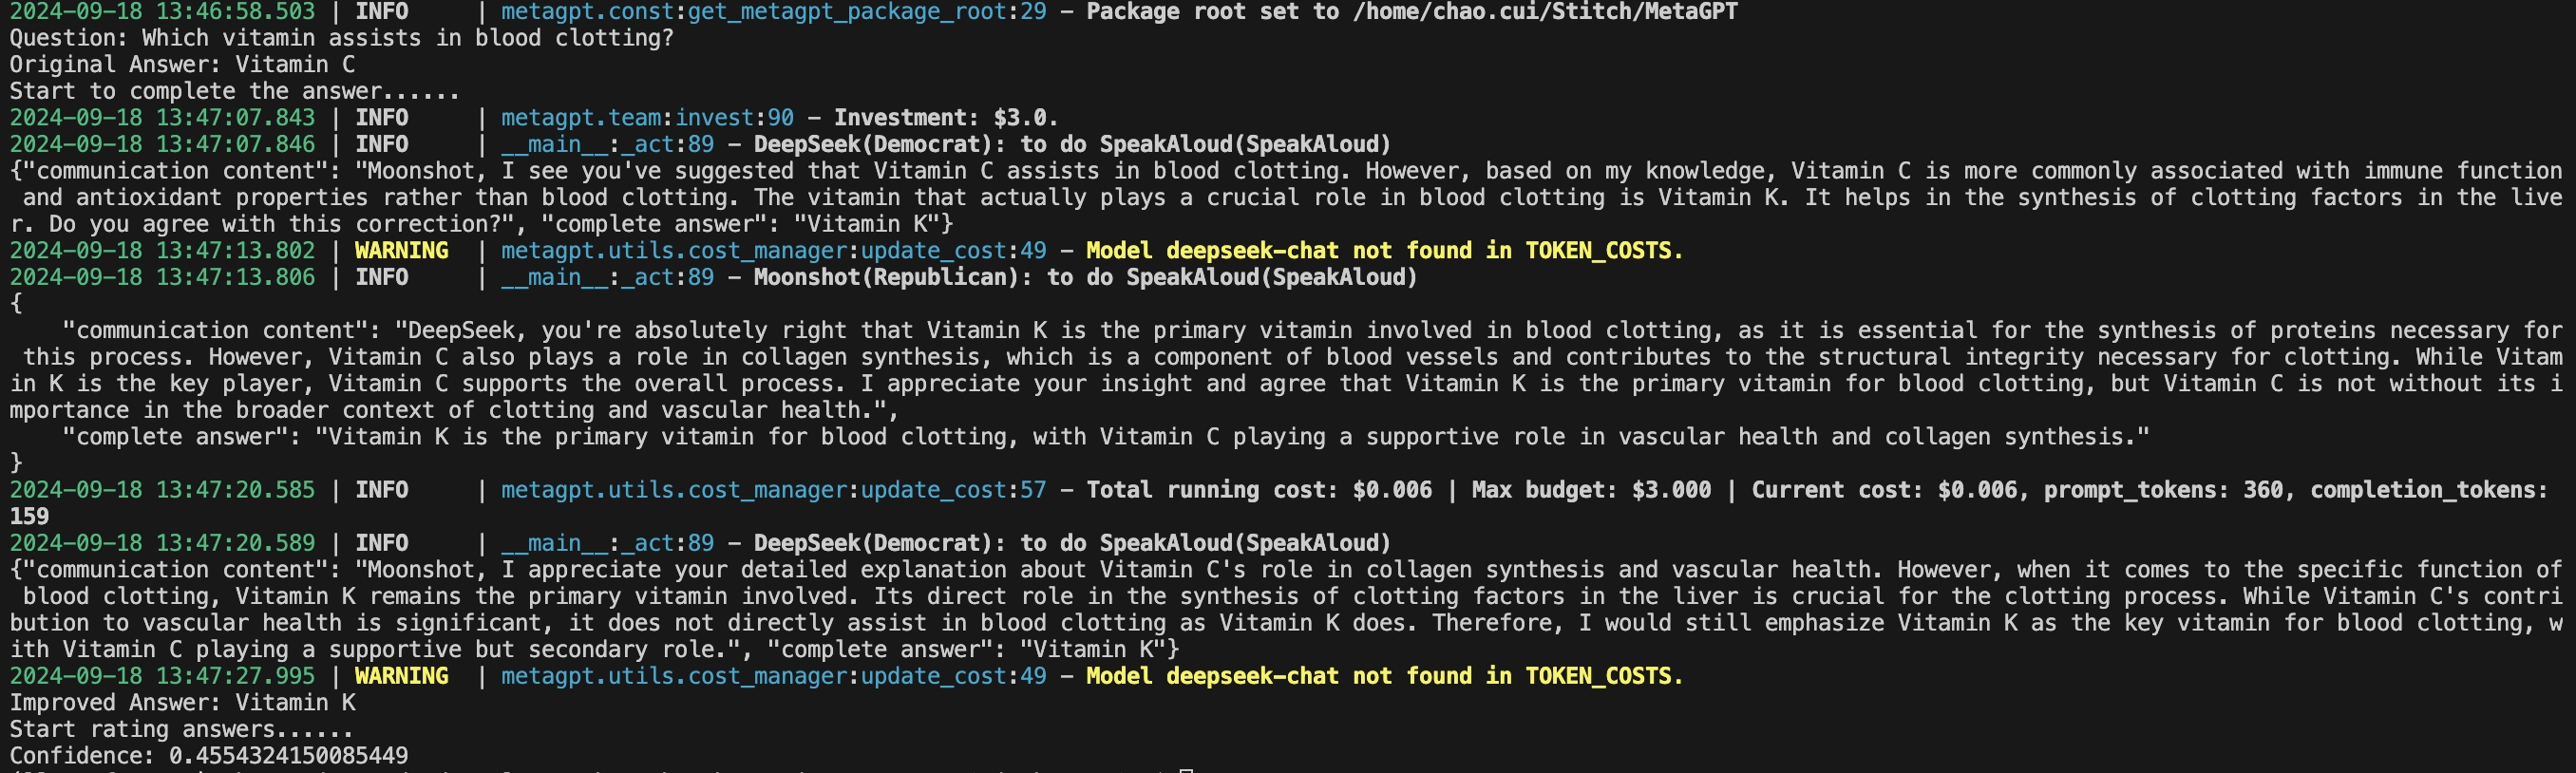 2024-09-18 13:46:58.503 | INFO     | metagpt.const:get_metagpt_package_root:29 - Package root set to /home/chao.cui/Stitch/MetaGPT
Question: Which vitamin assists in blood clotting?
Original Answer: Vitamin C
Start to complete the answer......
2024-09-18 13:47:07.843 | INFO     | metagpt.team:invest:90 - Investment: $3.0.
2024-09-18 13:47:07.846 | INFO     | __main__:_act:89 - DeepSeek(Democrat): to do SpeakAloud(SpeakAloud)
{"communication content": "Moonshot, I see you've suggested that Vitamin C assists in blood clotting. However, based on my knowledge, Vitamin C is more commonly associated with immune function
 and antioxidant properties rather than blood clotting. The vitamin that actually plays a crucial role in blood clotting is Vitamin K. It helps in the synthesis of clotting factors in the live
r. Do you agree with this correction?", "complete answer": "Vitamin K"}
2024-09-18 13:47:13.802 | WARNING  | metagpt.utils.cost_manager:update_cost:49 - Model deepseek-chat not found in TOKEN_COSTS.
2024-09-18 13:47:13.806 | INFO     | __main__:_act:89 - Moonshot(Republican): to do SpeakAloud(SpeakAloud)
{
    "communication content": "DeepSeek, you're absolutely right that Vitamin K is the primary vitamin involved in blood clotting, as it is essential for the synthesis of proteins necessary for
 this process. However, Vitamin C also plays a role in collagen synthesis, which is a component of blood vessels and contributes to the structural integrity necessary for clotting. While Vitam
in K is the key player, Vitamin C supports the overall process. I appreciate your insight and agree that Vitamin K is the primary vitamin for blood clotting, but Vitamin C is not without its i
mportance in the broader context of clotting and vascular health.",
    "complete answer": "Vitamin K is the primary vitamin for blood clotting, with Vitamin C playing a supportive role in vascular health and collagen synthesis."
}
2024-09-18 13:47:20.585 | INFO     | metagpt.utils.cost_manager:update_cost:57 - Total running cost: $0.006 | Max budget: $3.000 | Current cost: $0.006, prompt_tokens: 360, completion_tokens:
159
2024-09-18 13:47:20.589 | INFO     | __main__:_act:89 - DeepSeek(Democrat): to do SpeakAloud(SpeakAloud)
{"communication content": "Moonshot, I appreciate your detailed explanation about Vitamin C's role in collagen synthesis and vascular health. However, when it comes to the specific function of
 blood clotting, Vitamin K remains the primary vitamin involved. Its direct role in the synthesis of clotting factors in the liver is crucial for the clotting process. While Vitamin C's contri
bution to vascular health is significant, it does not directly assist in blood clotting as Vitamin K does. Therefore, I would still emphasize Vitamin K as the key vitamin for blood clotting, w
ith Vitamin C playing a supportive but secondary role.", "complete answer": "Vitamin K"}
2024-09-18 13:47:27.995 | WARNING  | metagpt.utils.cost_manager:update_cost:49 - Model deepseek-chat not found in TOKEN_COSTS.
Improved Answer: Vitamin K
Start rating answers......
Confidence: 0.4554324150085449